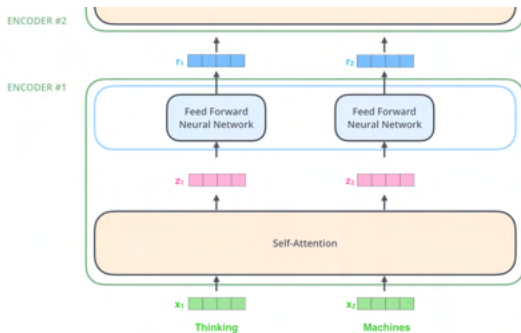 ENCODER #2
r₁
r₂
ENCODER #1
Feed Forward
Neural Network
Feed Forward
Neural Network
z₁
z₂
Self-Attention
x₁
x₂
Thinking
Machines